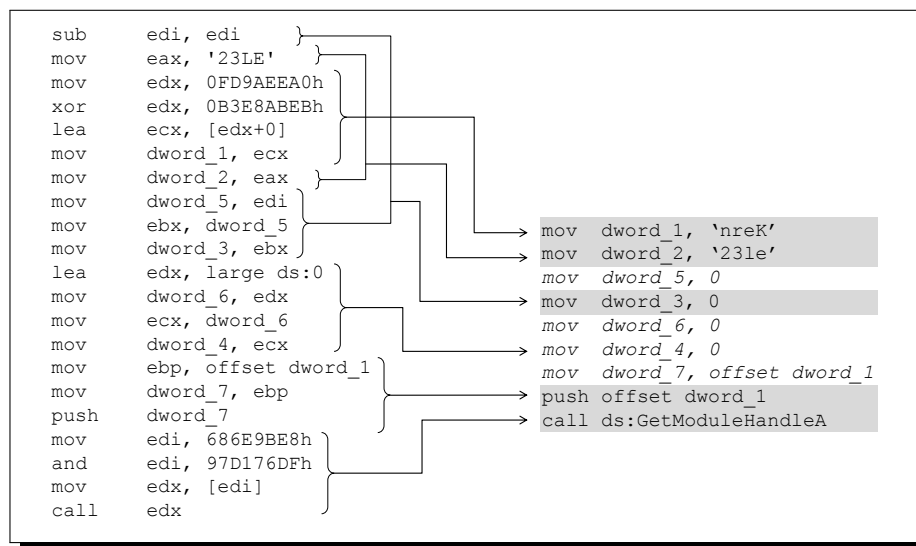 sub edi, edi
mov eax, '23LE'
mov edx, 0FD9AEEA0h
xor edx, 0B3E8ABEBh
lea ecx, [edx+0]
mov dword_1, ecx
mov dword_2, eax
mov dword_5, edi
mov ebx, dword_5
mov dword_3, ebx
lea edx, large ds:0
mov dword_6, edx
mov ecx, dword_6
mov dword_4, ecx
mov ebp, offset dword_1
mov dword_7, ebp
push dword_7
mov edi, 686E9BE8h
and edi, 97D176DFh
mov edx, [edi]
call edx
mov dword_1, ‘nreK’
mov dword_2, ‘23le’
mov dword_5, 0
mov dword_3, 0
mov dword_6, 0
mov dword_4, 0
mov dword_7, offset dword_1
push offset dword_1
call ds:GetModuleHandleA